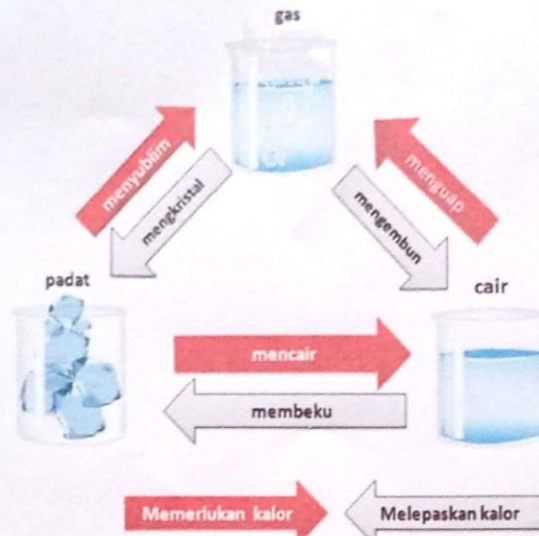 gas
menyublim
mengkristal
menguap
mengembun
padat
cair
mencair
membeku
Memerlukan kalor
Melepaskan kalor